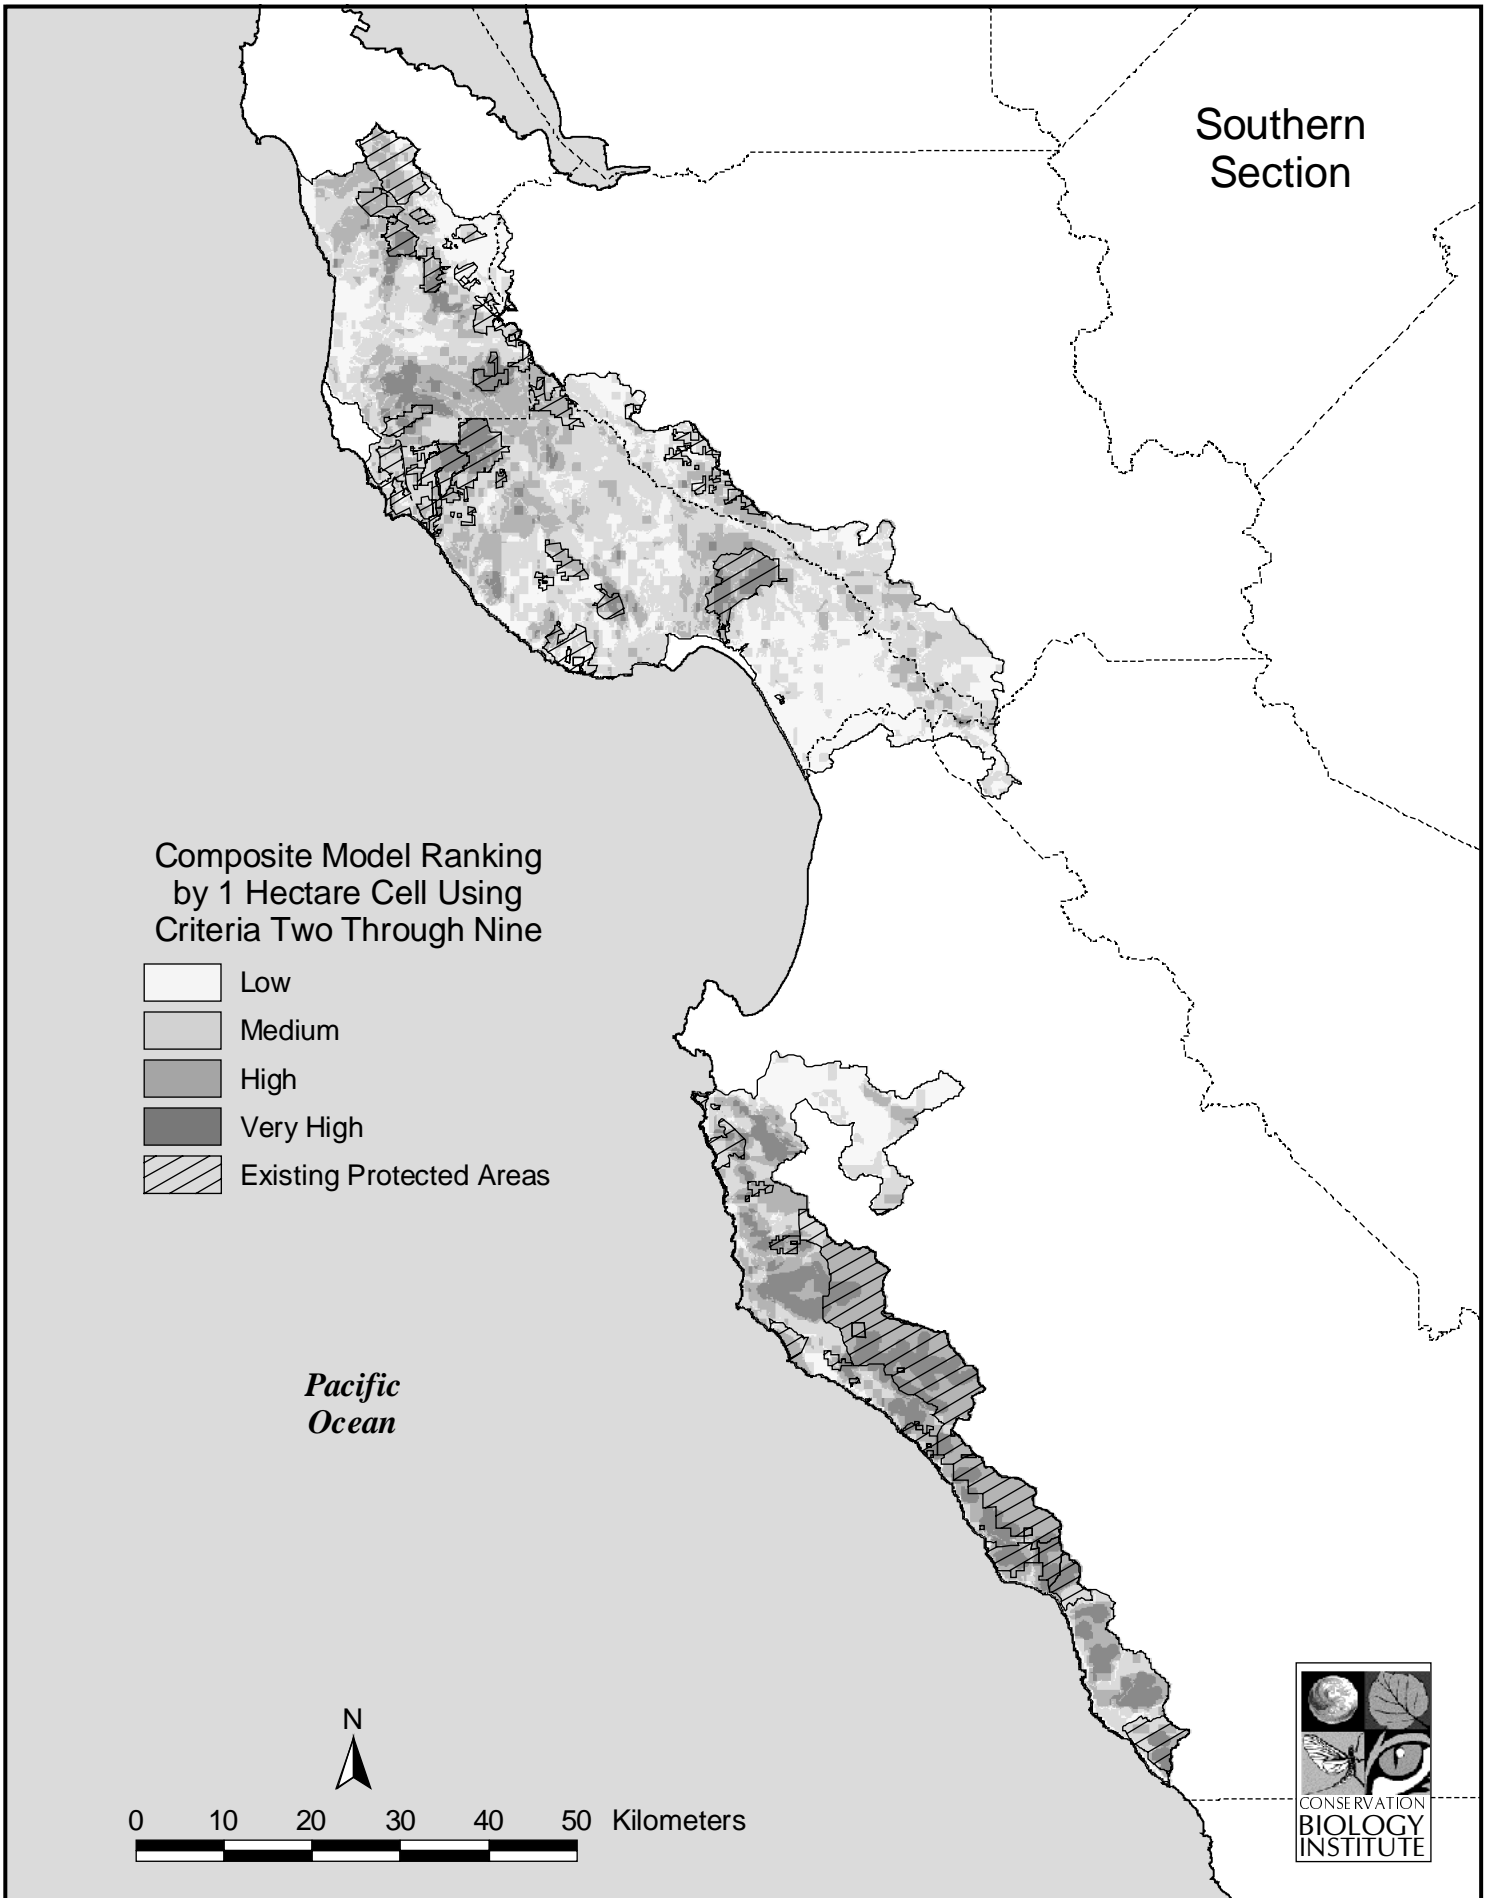 Southern
Section
Composite Model Ranking
by 1 Hectare Cell Using
Criteria Two Through Nine
Low
Medium
High
Very High
Existing Protected Areas
Pacific
Ocean
N
0 10 20 30 40 50 Kilometers
CONSERVATION
BIOLOGY
INSTITUTE